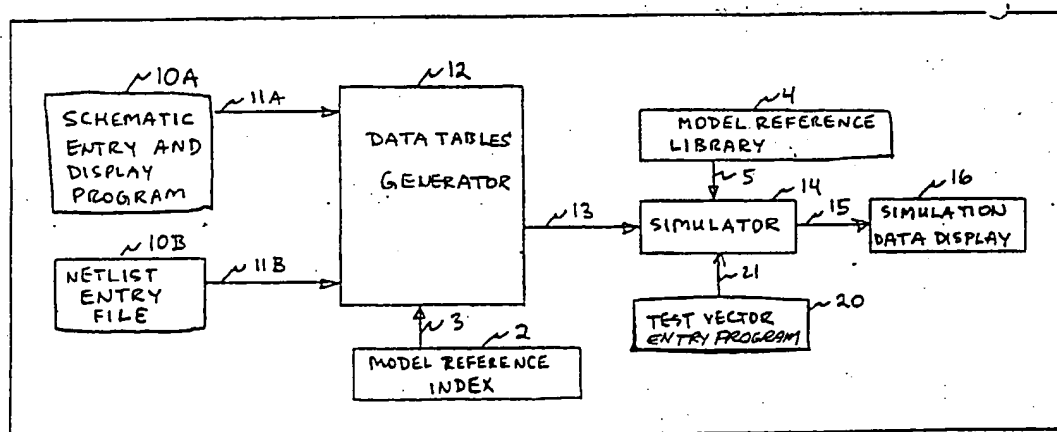 10A
SCHEMATIC
ENTRY AND
DISPLAY
PROGRAM
11A
12
DATA TABLES
GENERATOR
4
MODEL REFERENCE
LIBRARY
5
14
13
SIMULATOR
15
16
SIMULATION
DATA DISPLAY
10B
NETLIST
ENTRY
FILE
11B
3
2
MODEL REFERENCE
INDEX
21
20
TEST VECTOR
ENTRY PROGRAM